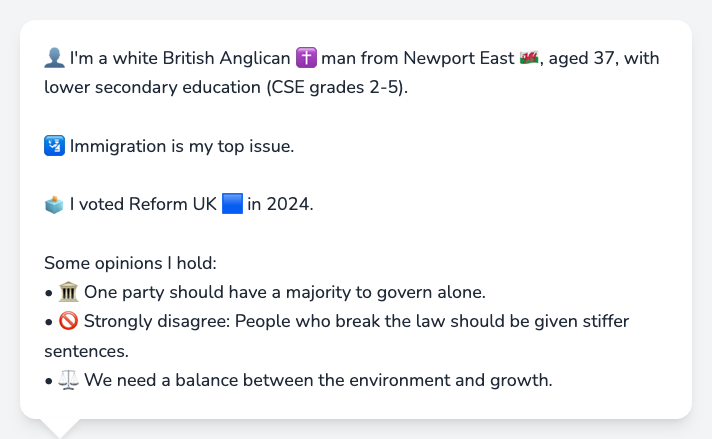 👤 I'm a white British Anglican ✝️ man from Newport East 🏴󠁧󠁢󠁷󠁬󠁳󠁿, aged 37, with
lower secondary education (CSE grades 2-5).
🛂 Immigration is my top issue.
🗳️ I voted Reform UK 🟦 in 2024.
Some opinions I hold:
• 🏛️ One party should have a majority to govern alone.
• 🚫 Strongly disagree: People who break the law should be given stiffer
sentences.
• ⚖️ We need a balance between the environment and growth.